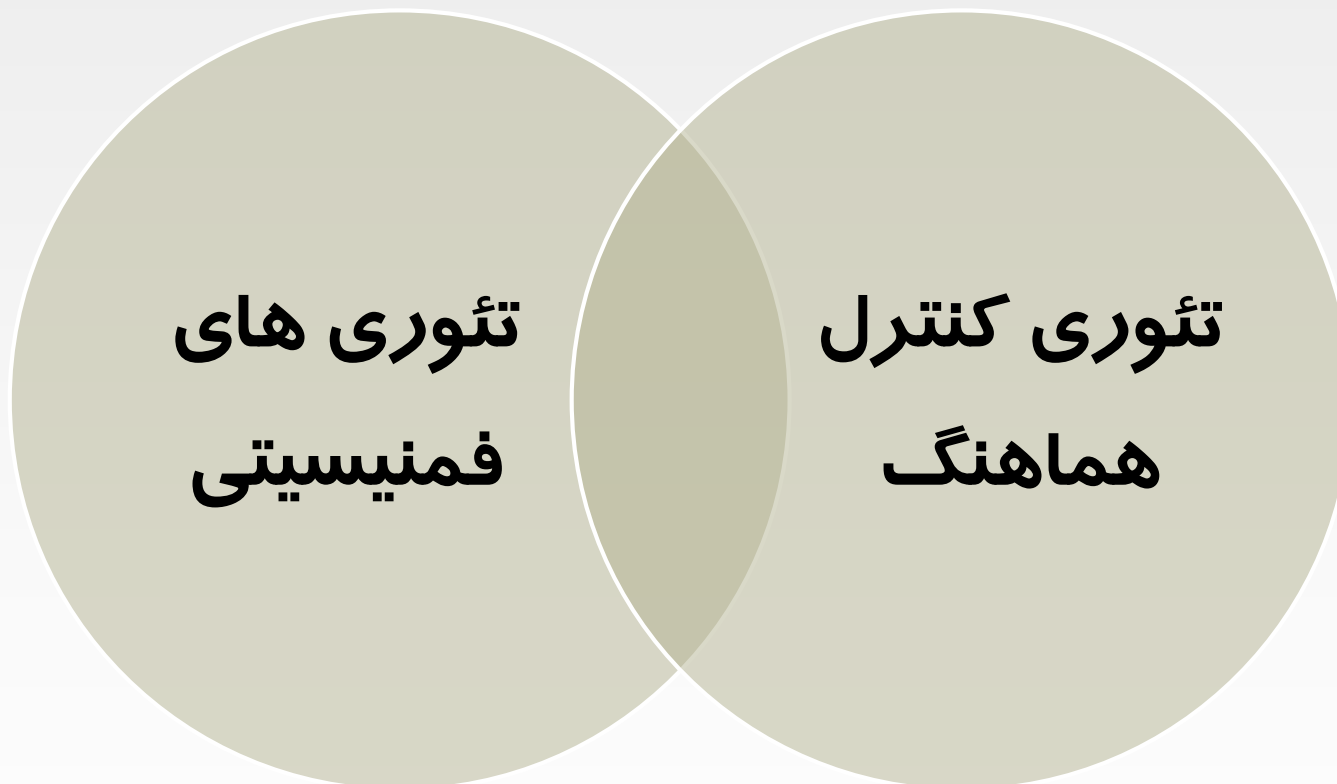 تئوری کنترل
هماهنگ
تئوری های
فمنیسیتی